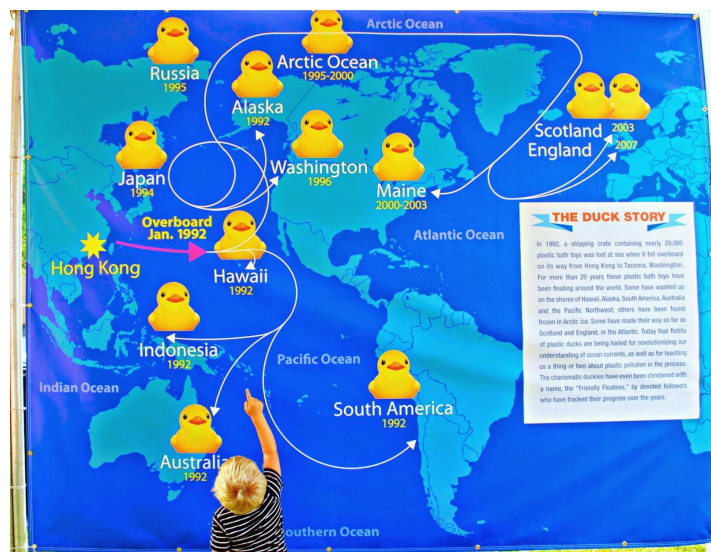 Arctic Ocean
Russia
1995
Arctic Ocean
1995-2000
Alaska
1992
Scotland
2003
England
2007
Japan
1994
Washington
1996
Maine
2000-2003
Overboard
Jan. 1992
Hong Kong
Hawaii
1992
Atlantic Ocean
THE DUCK STORY
In 1992, a shipping crate containing nearly 29,000
plastic bath toys was lost at sea when it fell overboard
on its way from Hong Kong to Tacoma, Washington.
For more than 20 years these plastic bath toys have
been floating around the world. Some have washed up
on the shores of Hawaii, Alaska, South America, Australia
and the Pacific Northwest; others have been found
frozen in Arctic ice. Some have made their way as far as
Scotland and England, in the Atlantic. Today that flotilla
of plastic ducks are being hailed for revolutionizing our
understanding of ocean currents, as well as for teaching
us a thing or two about plastic pollution in the process.
The charismatic duckies have even been christened with
a name, the "Friendly Floatees," by devoted followers
who have tracked their progress over the years.
Indonesia
1992
Pacific Ocean
Indian Ocean
South America
1992
Australia
1992
Southern Ocean